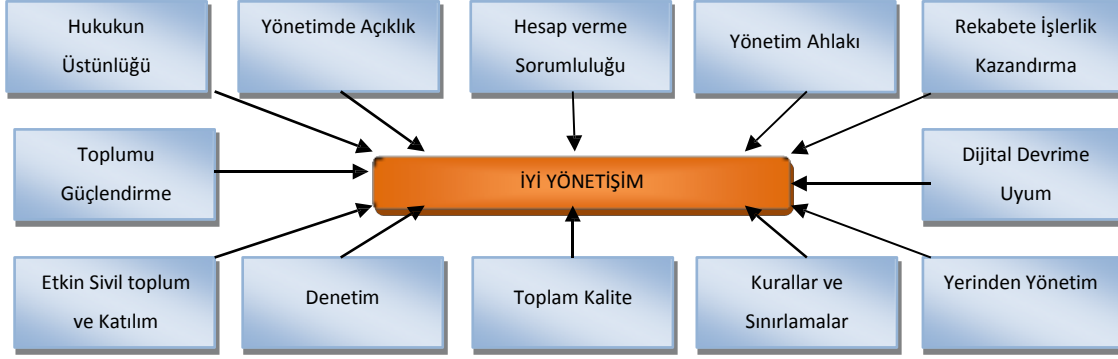 Hukukun
Üstünlüğü
Yönetimde Açıklık
Hesap verme
Sorumluluğu
Yönetim Ahlakı
Rekabete İşlerlik
Kazandırma
Toplumu
Güçlendirme
İYİ YÖNETİŞİM
Dijital Devrime
Uyum
Etkin Sivil toplum
ve Katılım
Denetim
Toplam Kalite
Kurallar ve
Sınırlamalar
Yerinden Yönetim